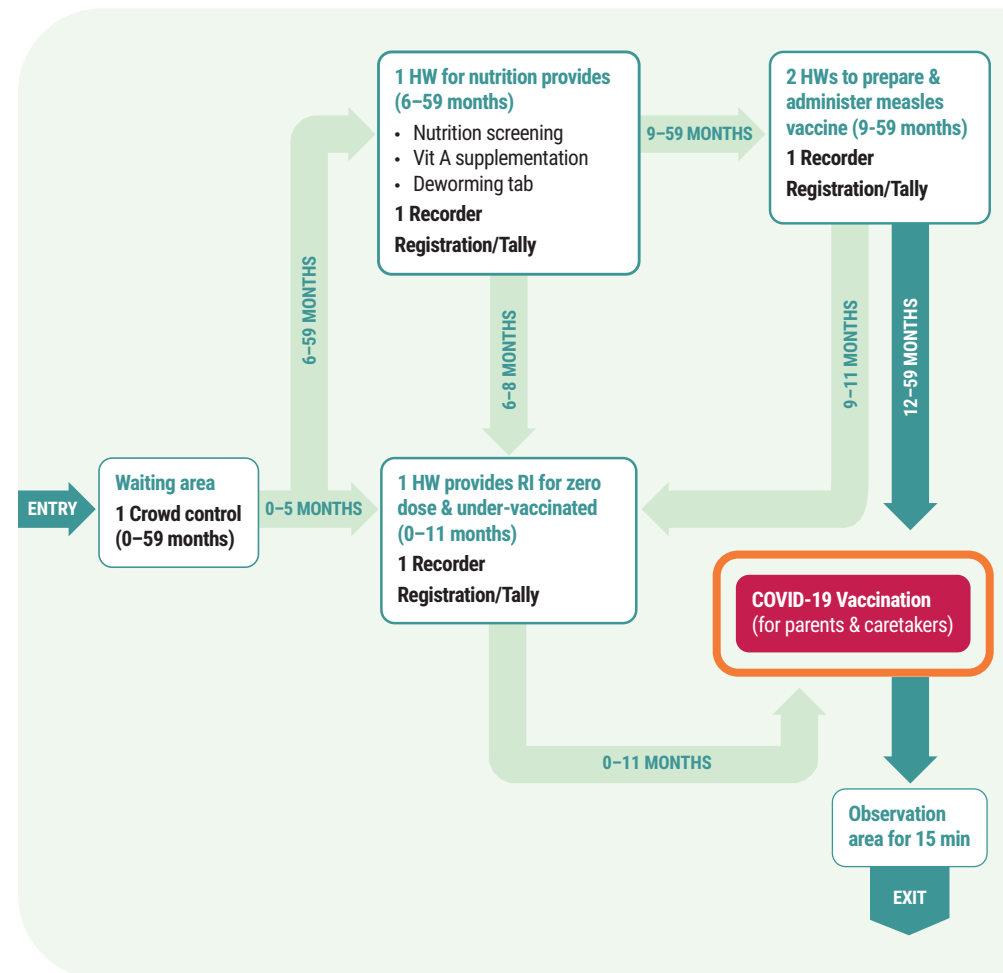 1 HW for nutrition provides
(6–59 months)
• Nutrition screening
• Vit A supplementation
• Deworming tab
1 Recorder
Registration/Tally
9–59 MONTHS
2 HWs to prepare &
administer measles
vaccine (9-59 months)
1 Recorder
Registration/Tally
6–59 MONTHS
6–8 MONTHS
9–11 MONTHS
12–59 MONTHS
ENTRY
Waiting area
1 Crowd control
(0–59 months)
0–5 MONTHS
1 HW provides RI for zero
dose & under-vaccinated
(0–11 months)
1 Recorder
Registration/Tally
COVID-19 Vaccination
(for parents & caretakers)
0–11 MONTHS
Observation
area for 15 min
EXIT